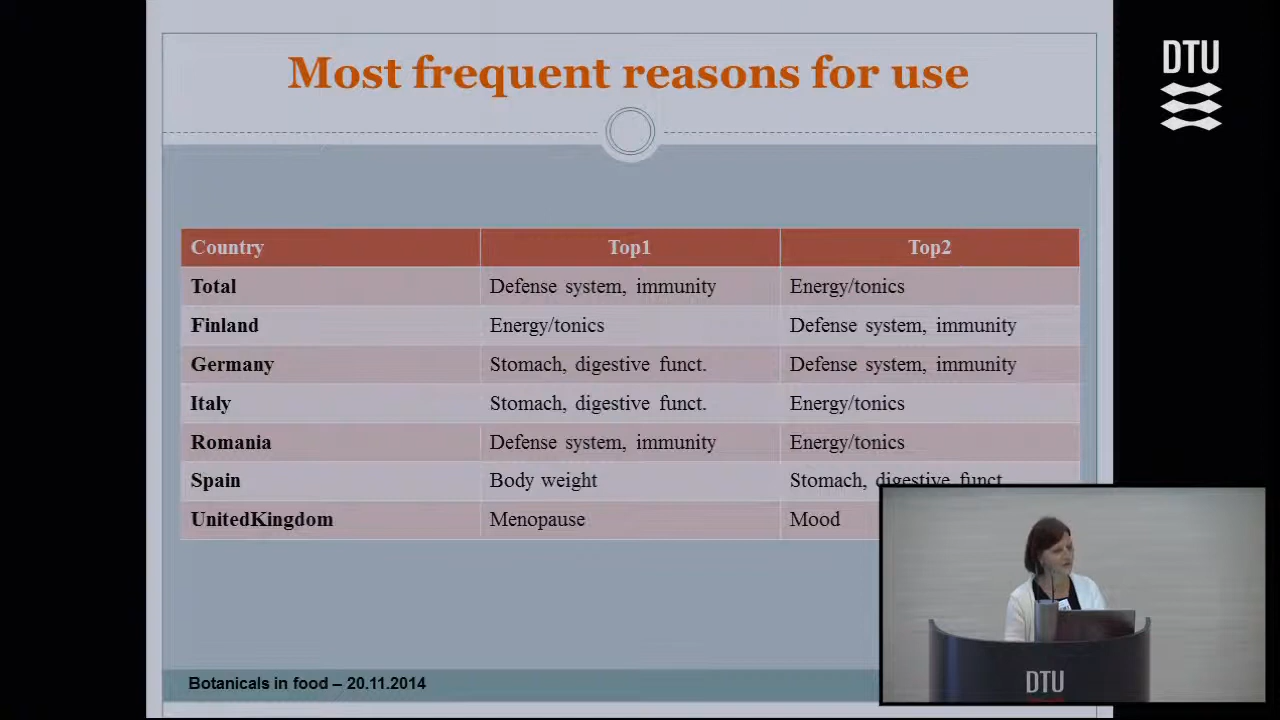 Most frequent reasons for use
DTU
Country Top1 Top2
Total Defense system, immunity Energy/tonics
Finland Energy/tonics Defense system, immunity
Germany Stomach, digestive funct. Defense system, immunity
Italy Stomach, digestive funct. Energy/tonics
Romania Defense system, immunity Energy/tonics
Spain Body weight Stomach, digestive funct
UnitedKingdom Menopause Mood
Botanicals in food – 20.11.2014
DTU